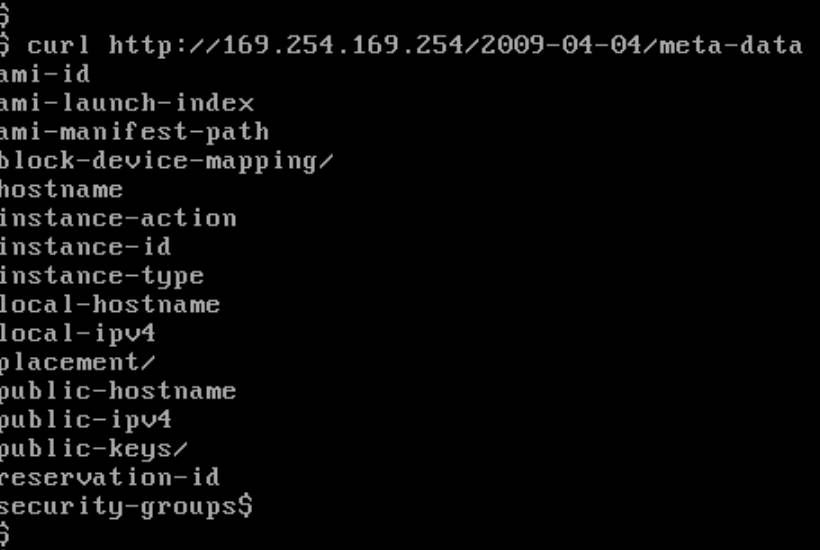 $
$ curl http://169.254.169.254/2009-04-04/meta-data
ami-id
ami-launch-index
ami-manifest-path
block-device-mapping/
hostname
instance-action
instance-id
instance-type
local-hostname
local-ipv4
placement/
public-hostname
public-ipv4
public-keys/
reservation-id
security-groups$
$